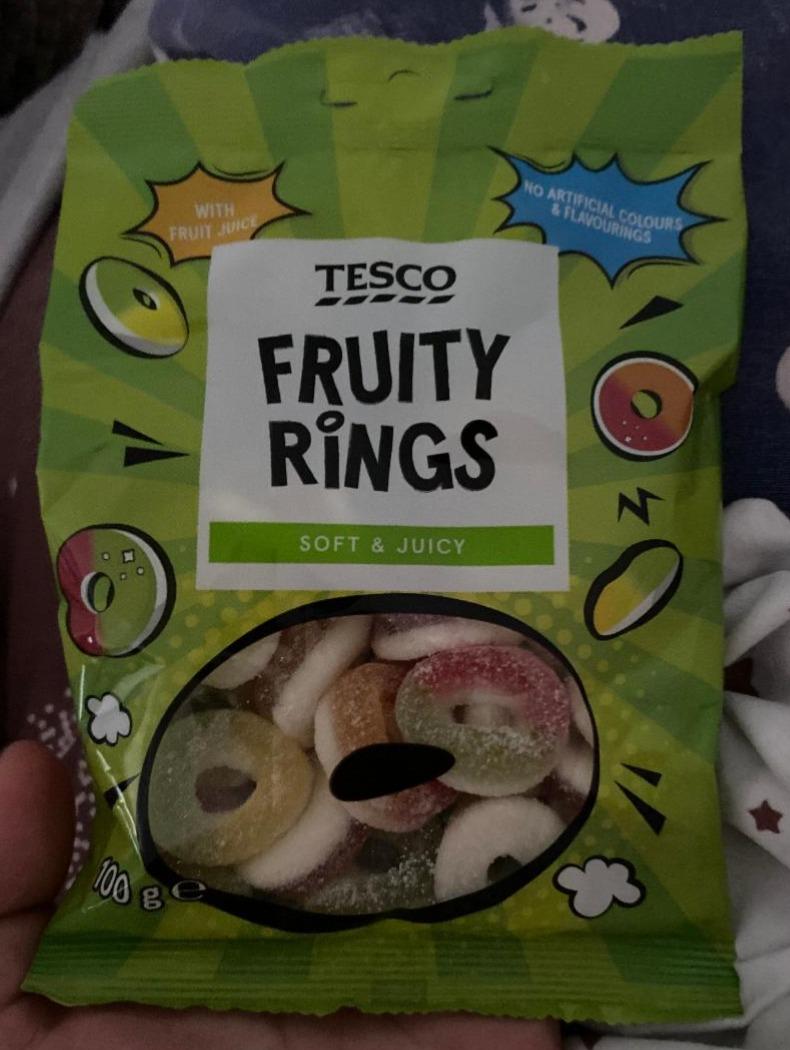 WITH
FRUIT JUICE
NO ARTIFICIAL COLOURS
& FLAVOURINGS
TESCO
FRUITY
RINGS
SOFT & JUICY
100 g e